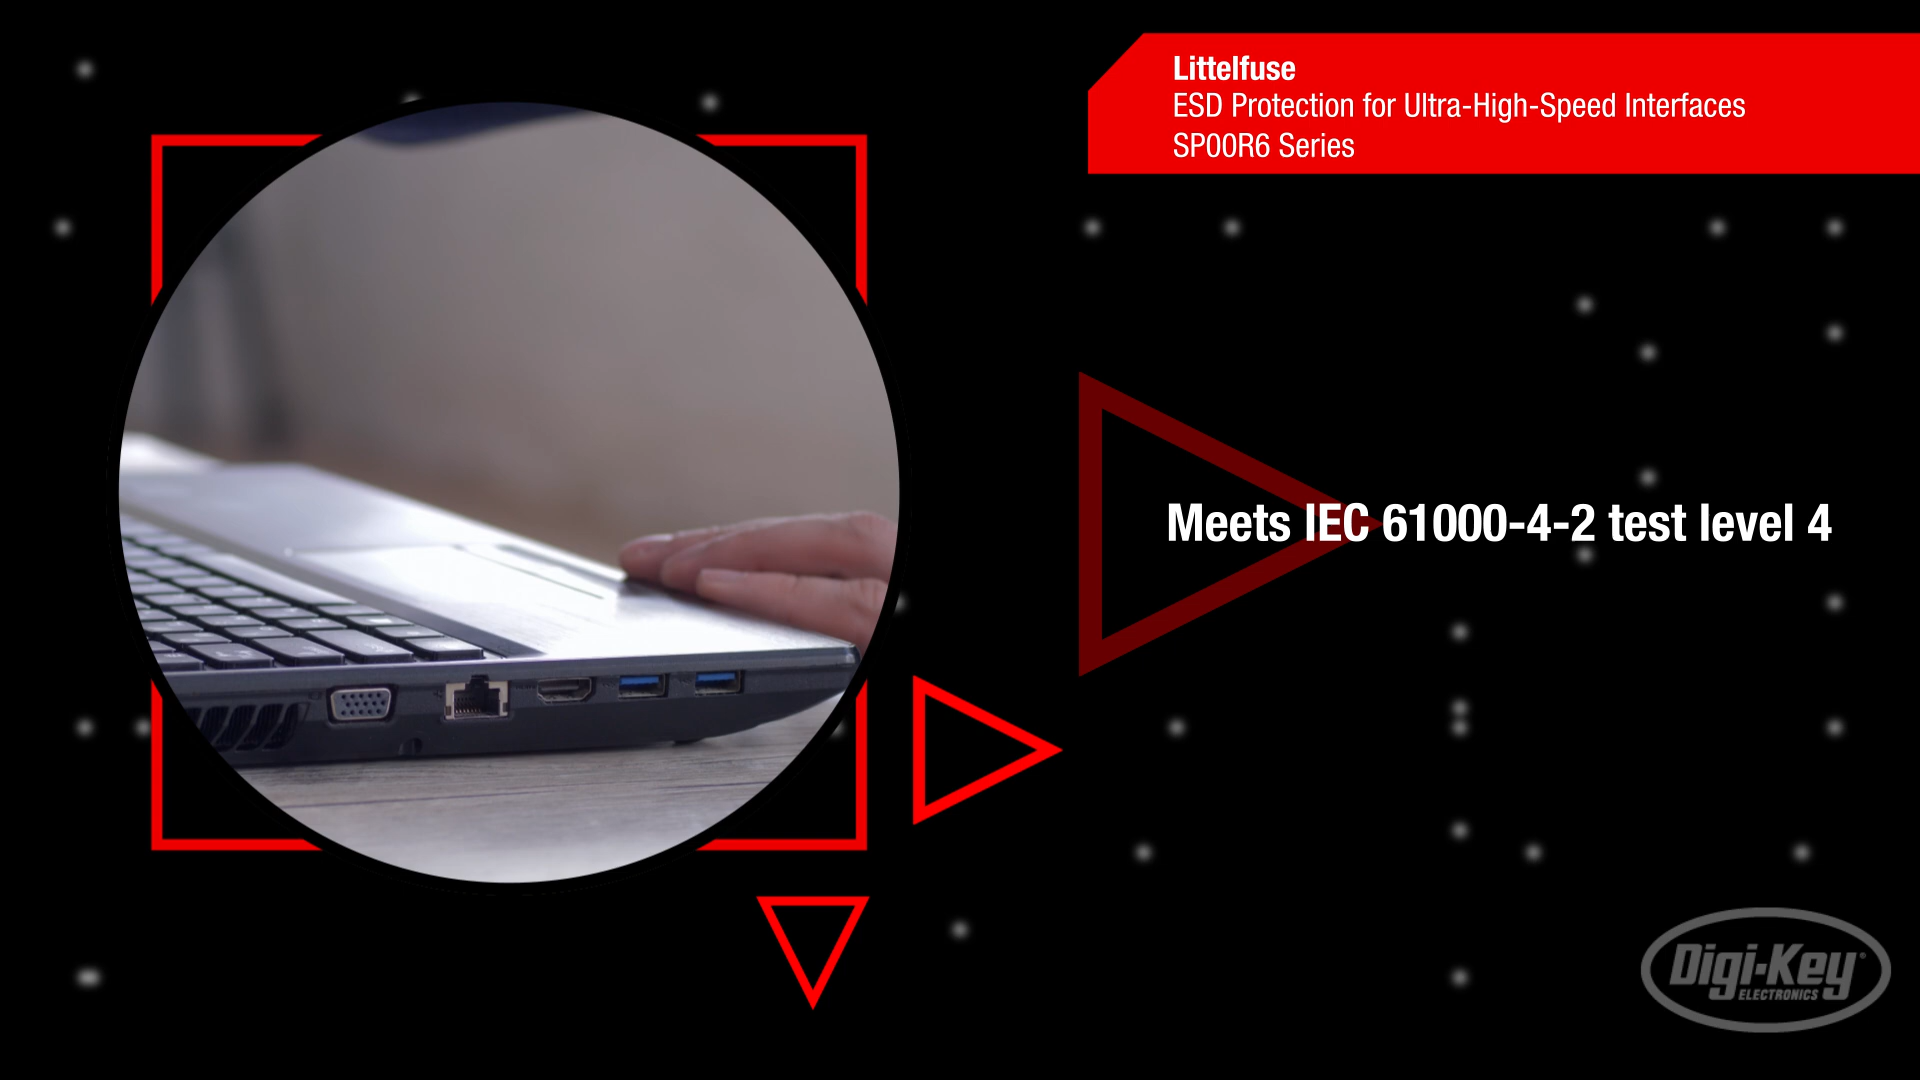 Littelfuse
ESD Protection for Ultra-High-Speed Interfaces
SP00R6 Series
Meets IEC 61000-4-2 test level 4
Digi-Key
ELECTRONICS